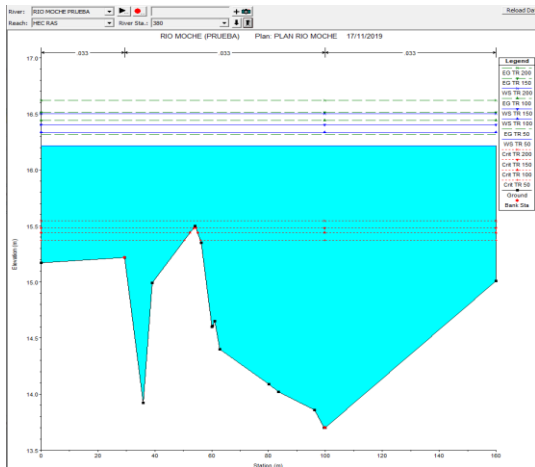 River: RIO MOCHE PRUEBA
Reload Da
Reach: HEC RAS River Sta.: 380
RIO MOCHE (PRUEBA) Plan: PLAN RIO MOCHE 17/11/2019
.033 .033 .033
Legend
EG TR 200
EG TR 150
WS TR 200
EG TR 100
WS TR 150
WS TR 100
EG TR 50
WS TR 50
Crit TR 200
Crit TR 150
Crit TR 100
Crit TR 50
Ground
Bank Sta
Elevation (m)
17.0
16.5
16.0
15.5
15.0
14.5
14.0
13.5
0 20 40 60 80 100 120 140 160
Station (m)